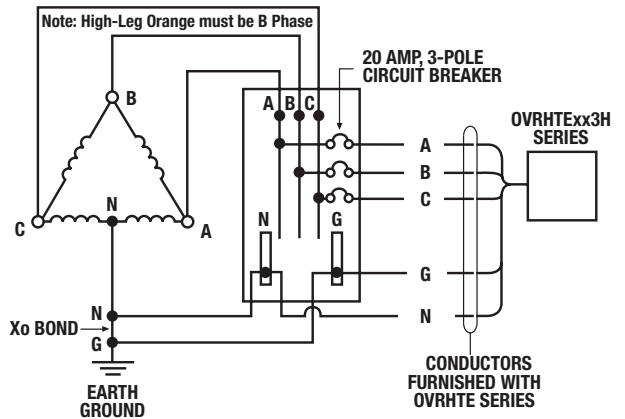 Note: High-Leg Orange must be B Phase
20 AMP, 3-POLE
CIRCUIT BREAKER
B
A B C
OVRHTExx3H
SERIES
A
B
C
N
C
A
N
G
G
N
N
Xo BOND
G
EARTH
GROUND
CONDUCTORS
FURNISHED WITH
OVRHTE SERIES